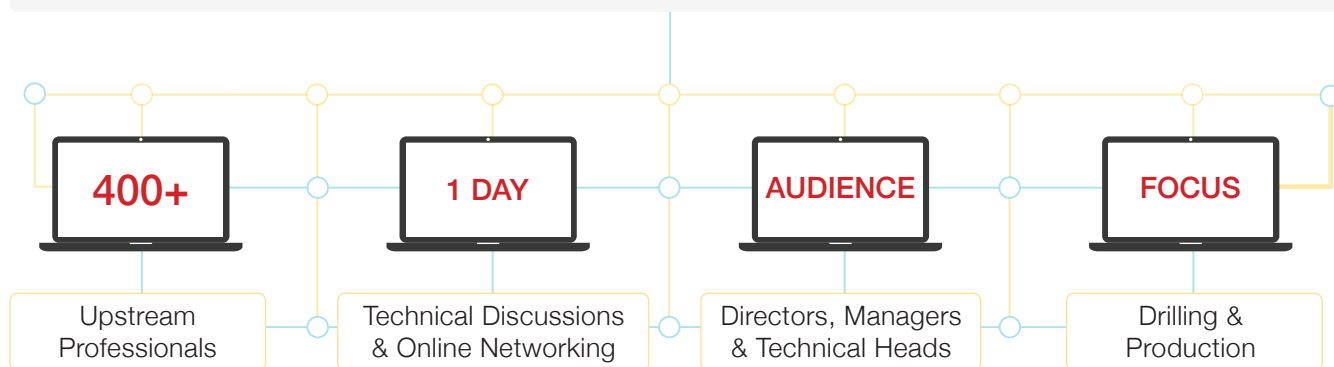 400+
1 DAY
AUDIENCE
FOCUS
Upstream
Professionals
Technical Discussions
& Online Networking
Directors, Managers
& Technical Heads
Drilling &
Production